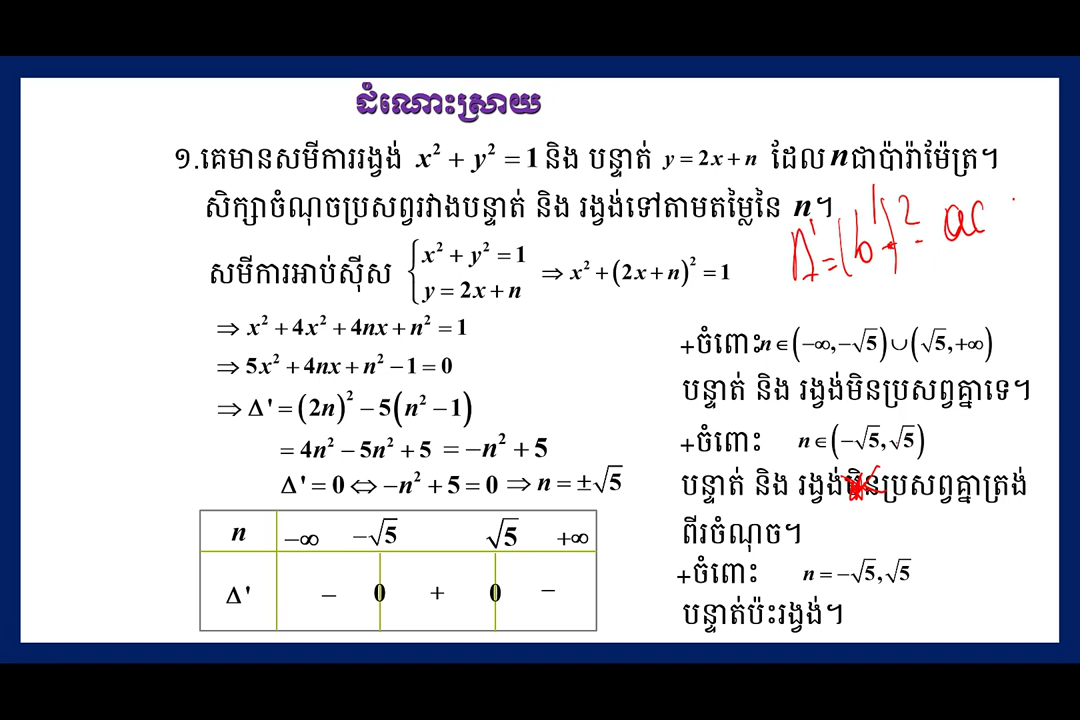 ដំណោះស្រាយ
១.គេមានសមីការរង្វង់ x² + y² = 1 និង បន្ទាត់ y = 2x + n ដែល n ជាប៉ារ៉ាម៉ែត្រ។
សិក្សាចំណុចប្រសព្វរវាងបន្ទាត់ និង រង្វង់ទៅតាមតម្លៃនៃ n ។
Δ' = (b')² - ac
សមីការអាប់ស៊ីស { x² + y² = 1 y = 2x + n ⇒ x² + (2x + n)² = 1
⇒ x² + 4x² + 4nx + n² = 1
⇒ 5x² + 4nx + n² − 1 = 0
⇒ Δ' = (2n)² − 5(n² − 1)
= 4n² − 5n² + 5 = −n² + 5
Δ' = 0 ⇔ −n² + 5 = 0 ⇒ n = ±√5
n −∞ −√5 √5 +∞
Δ' − 0 + 0 −
+ចំពោះ n ∈ (−∞, −√5) ∪ (√5, +∞)
បន្ទាត់ និង រង្វង់មិនប្រសព្វគ្នាទេ។
+ចំពោះ n ∈ (−√5, √5)
បន្ទាត់ និង រង្វង់មិនប្រសព្វគ្នាត្រង់
ពីរចំណុច។
+ចំពោះ n = −√5, √5
បន្ទាត់ប៉ះរង្វង់។